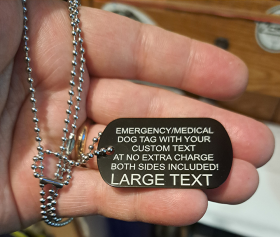 EMERGENCY/MEDICAL
DOG TAG WITH YOUR
CUSTOM TEXT
AT NO EXTRA CHARGE
BOTH SIDES INCLUDED!
LARGE TEXT